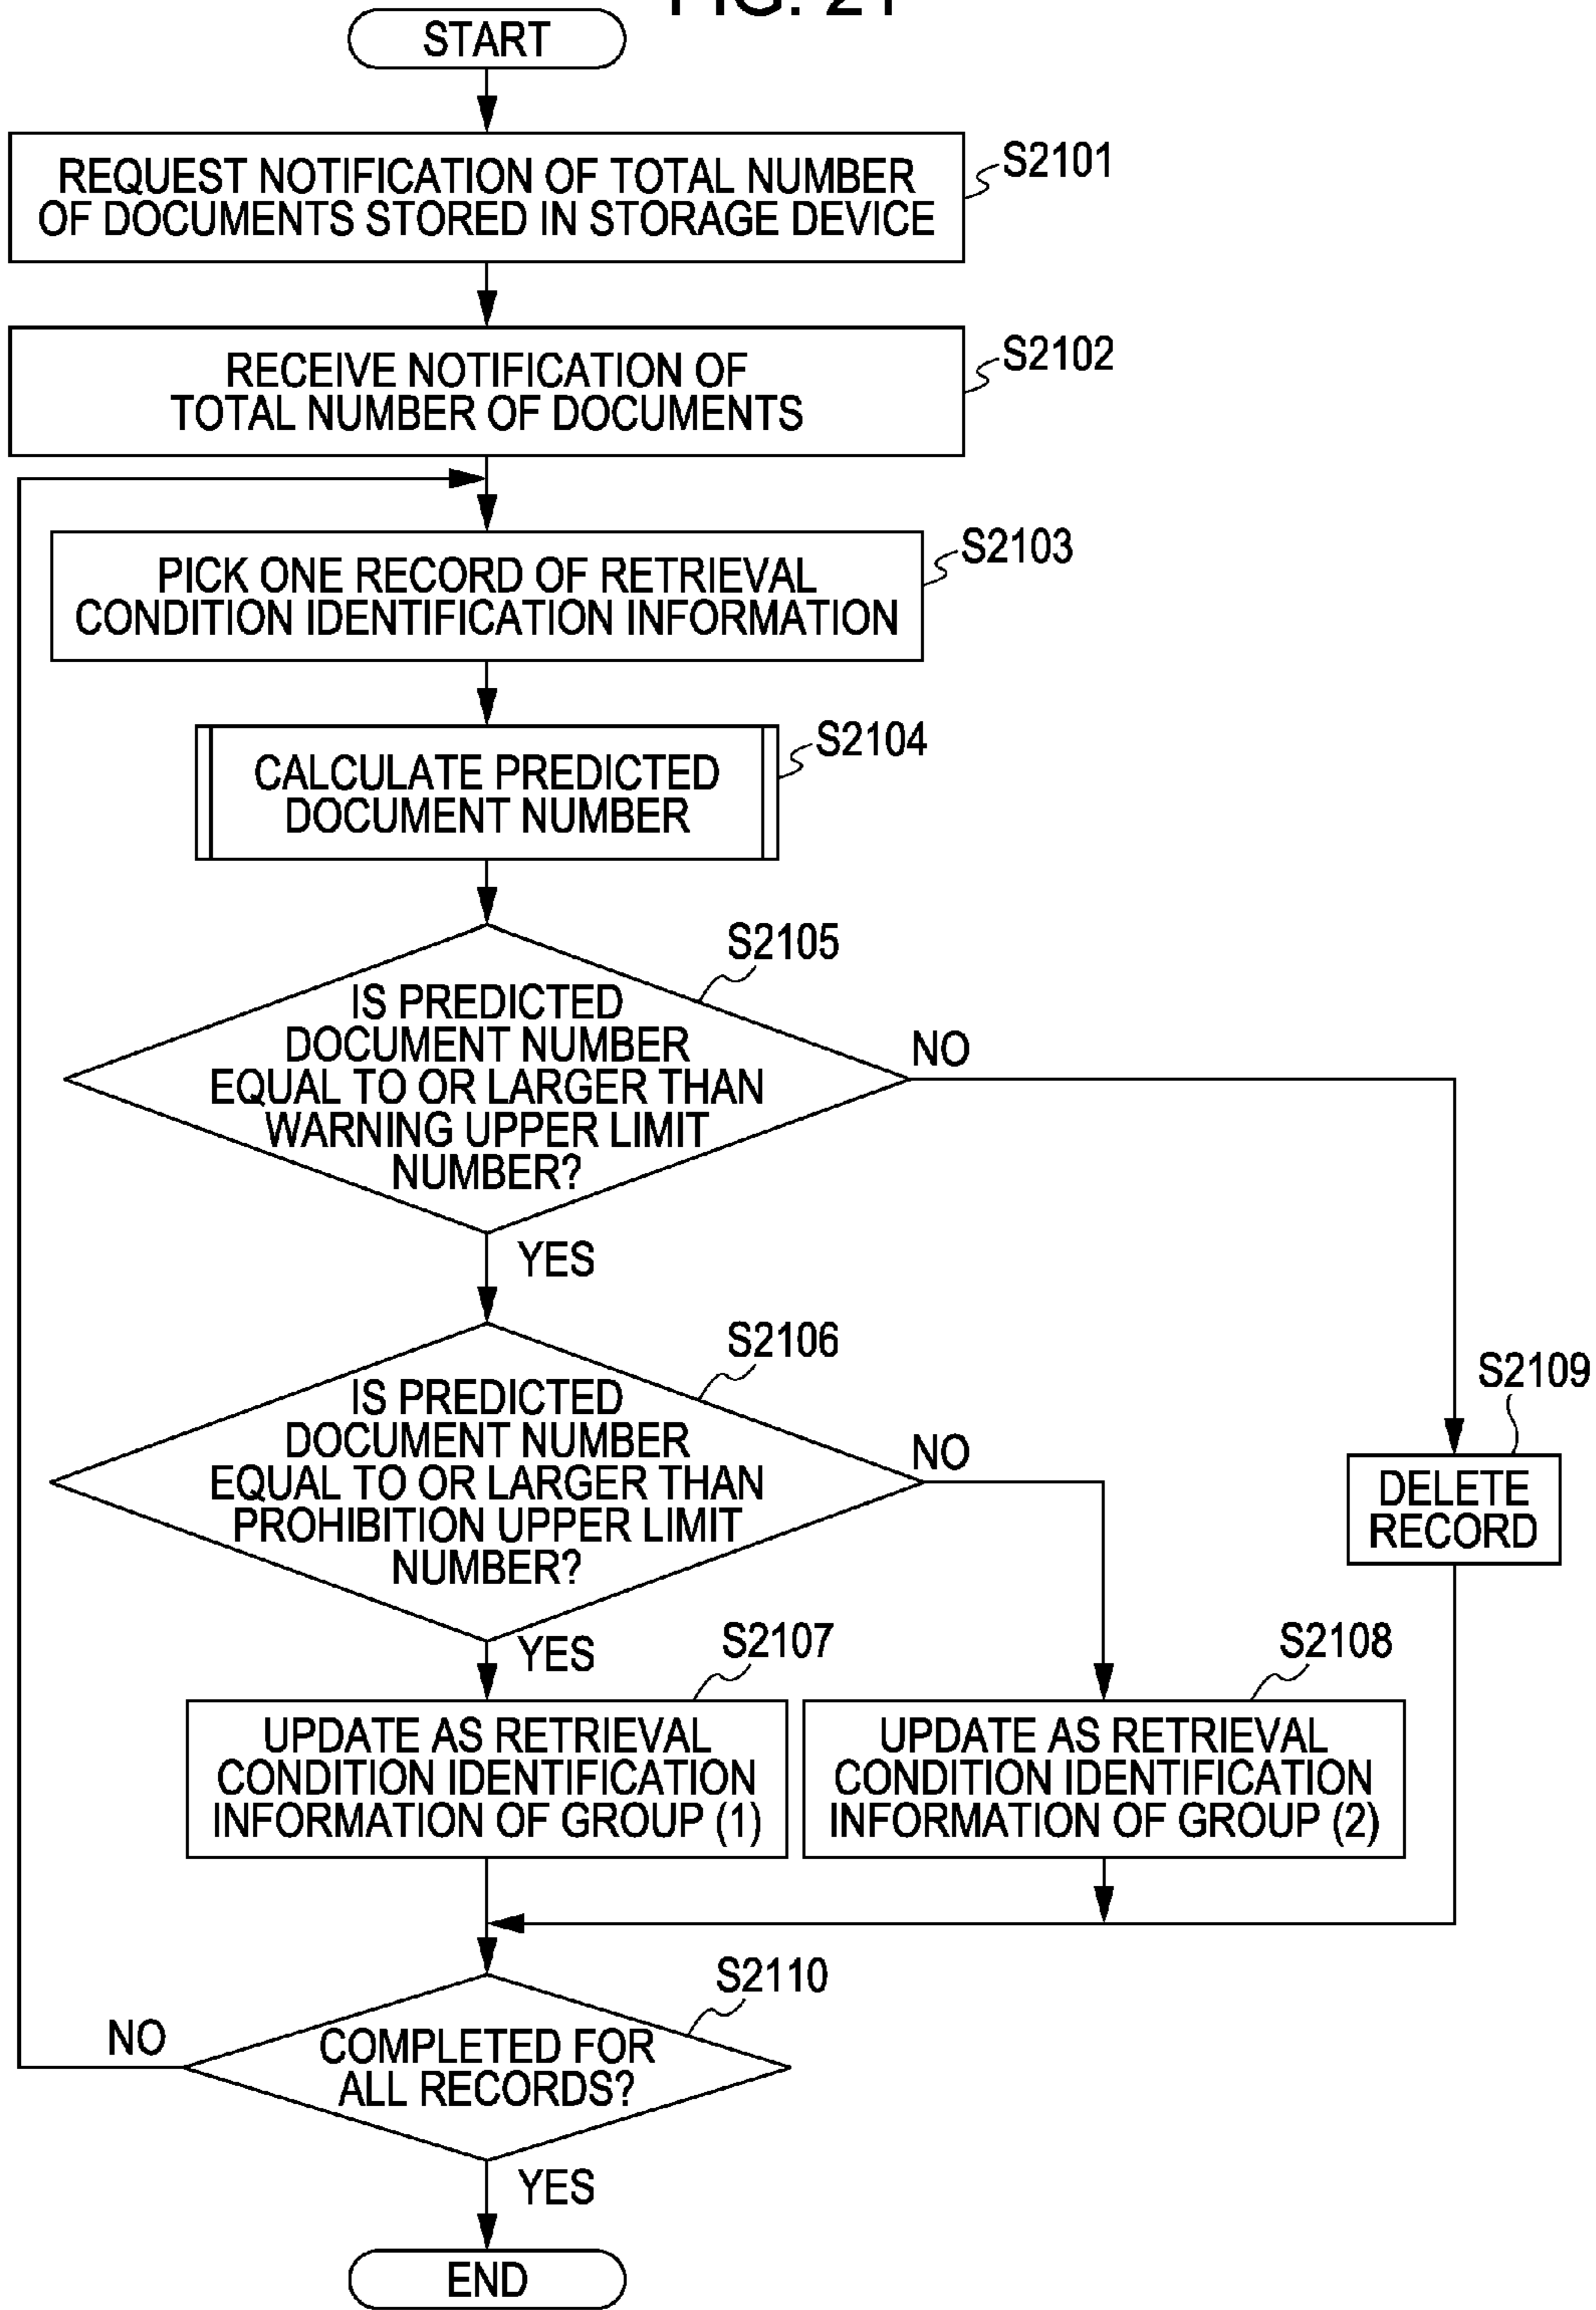 FIG. 21
START
REQUEST NOTIFICATION OF TOTAL NUMBER
OF DOCUMENTS STORED IN STORAGE DEVICE
S2101
RECEIVE NOTIFICATION OF
TOTAL NUMBER OF DOCUMENTS
S2102
PICK ONE RECORD OF RETRIEVAL
CONDITION IDENTIFICATION INFORMATION
S2103
CALCULATE PREDICTED
DOCUMENT NUMBER
S2104
S2105
IS PREDICTED
DOCUMENT NUMBER
EQUAL TO OR LARGER THAN
WARNING UPPER LIMIT
NUMBER?
NO
YES
S2106
IS PREDICTED
DOCUMENT NUMBER
EQUAL TO OR LARGER THAN
PROHIBITION UPPER LIMIT
NUMBER?
NO
S2109
DELETE
RECORD
YES
S2107
UPDATE AS RETRIEVAL
CONDITION IDENTIFICATION
INFORMATION OF GROUP (1)
S2108
UPDATE AS RETRIEVAL
CONDITION IDENTIFICATION
INFORMATION OF GROUP (2)
S2110
NO
COMPLETED FOR
ALL RECORDS?
YES
END